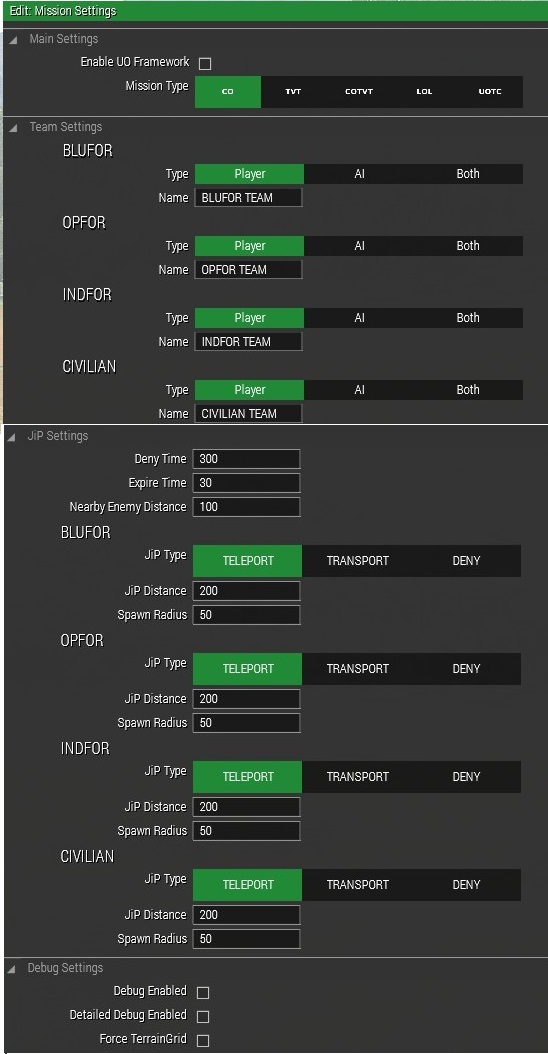 Edit: Mission Settings
Main Settings
Enable UO Framework
Mission Type CO TVT COTVT LOL UOTC
Team Settings
BLUFOR
Type Player AI Both
Name BLUFOR TEAM
OPFOR
Type Player AI Both
Name OPFOR TEAM
INDFOR
Type Player AI Both
Name INDFOR TEAM
CIVILIAN
Type Player AI Both
Name CIVILIAN TEAM
JiP Settings
Deny Time 300
Expire Time 30
Nearby Enemy Distance 100
BLUFOR
JiP Type TELEPORT TRANSPORT DENY
JiP Distance 200
Spawn Radius 50
OPFOR
JiP Type TELEPORT TRANSPORT DENY
JiP Distance 200
Spawn Radius 50
INDFOR
JiP Type TELEPORT TRANSPORT DENY
JiP Distance 200
Spawn Radius 50
CIVILIAN
JiP Type TELEPORT TRANSPORT DENY
JiP Distance 200
Spawn Radius 50
Debug Settings
Debug Enabled
Detailed Debug Enabled
Force TerrainGrid